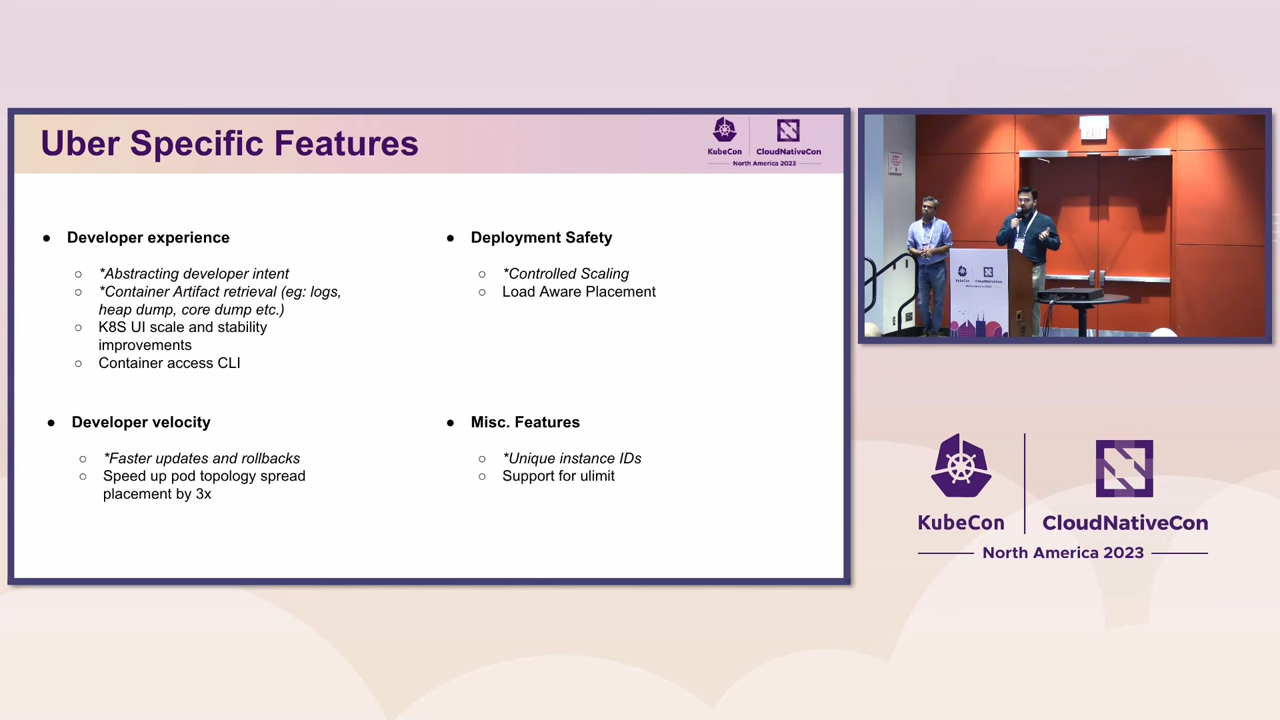 Uber Specific Features
KubeCon
CloudNativeCon
North America 2023
● Developer experience
○ *Abstracting developer intent
○ *Container Artifact retrieval (eg: logs,
heap dump, core dump etc.)
○ K8S UI scale and stability
improvements
○ Container access CLI
● Developer velocity
○ *Faster updates and rollbacks
○ Speed up pod topology spread
placement by 3x
● Deployment Safety
○ *Controlled Scaling
○ Load Aware Placement
● Misc. Features
○ *Unique instance IDs
○ Support for ulimit
EXIT
KubeCon
CloudNativeCon
North America 2023